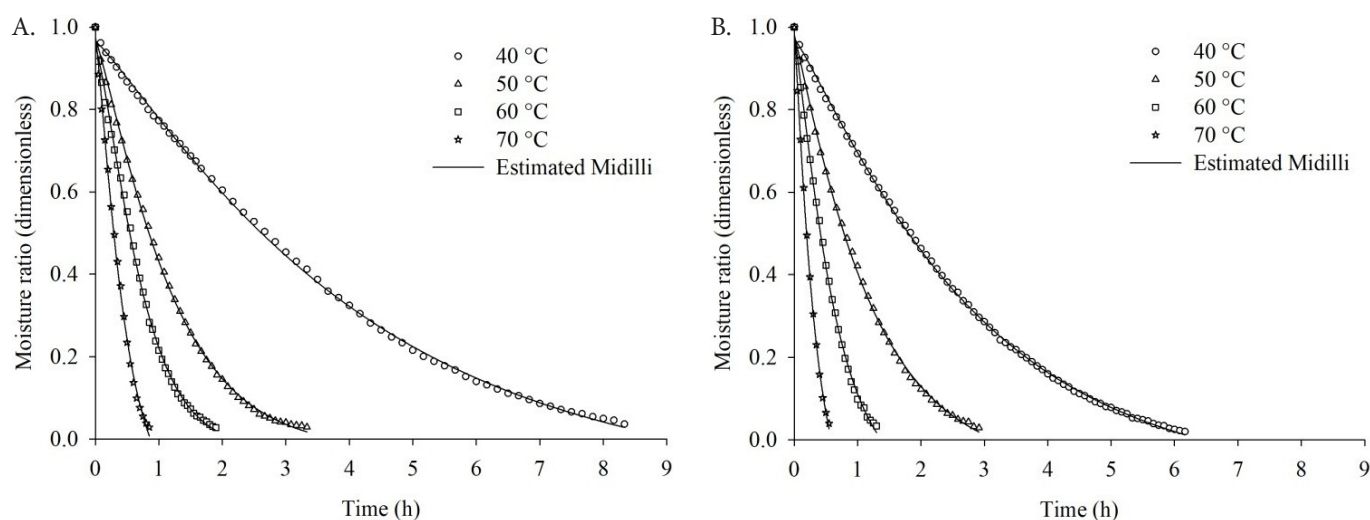 A.
Moisture ratio (dimensionless)
1.0
0.8
0.6
0.4
0.2
0.0
40 °C
50 °C
60 °C
70 °C
Estimated Midilli
0 1 2 3 4 5 6 7 8 9
Time (h)
B.
Moisture ratio (dimensionless)
1.0
0.8
0.6
0.4
0.2
0.0
40 °C
50 °C
60 °C
70 °C
Estimated Midilli
0 1 2 3 4 5 6 7 8 9
Time (h)